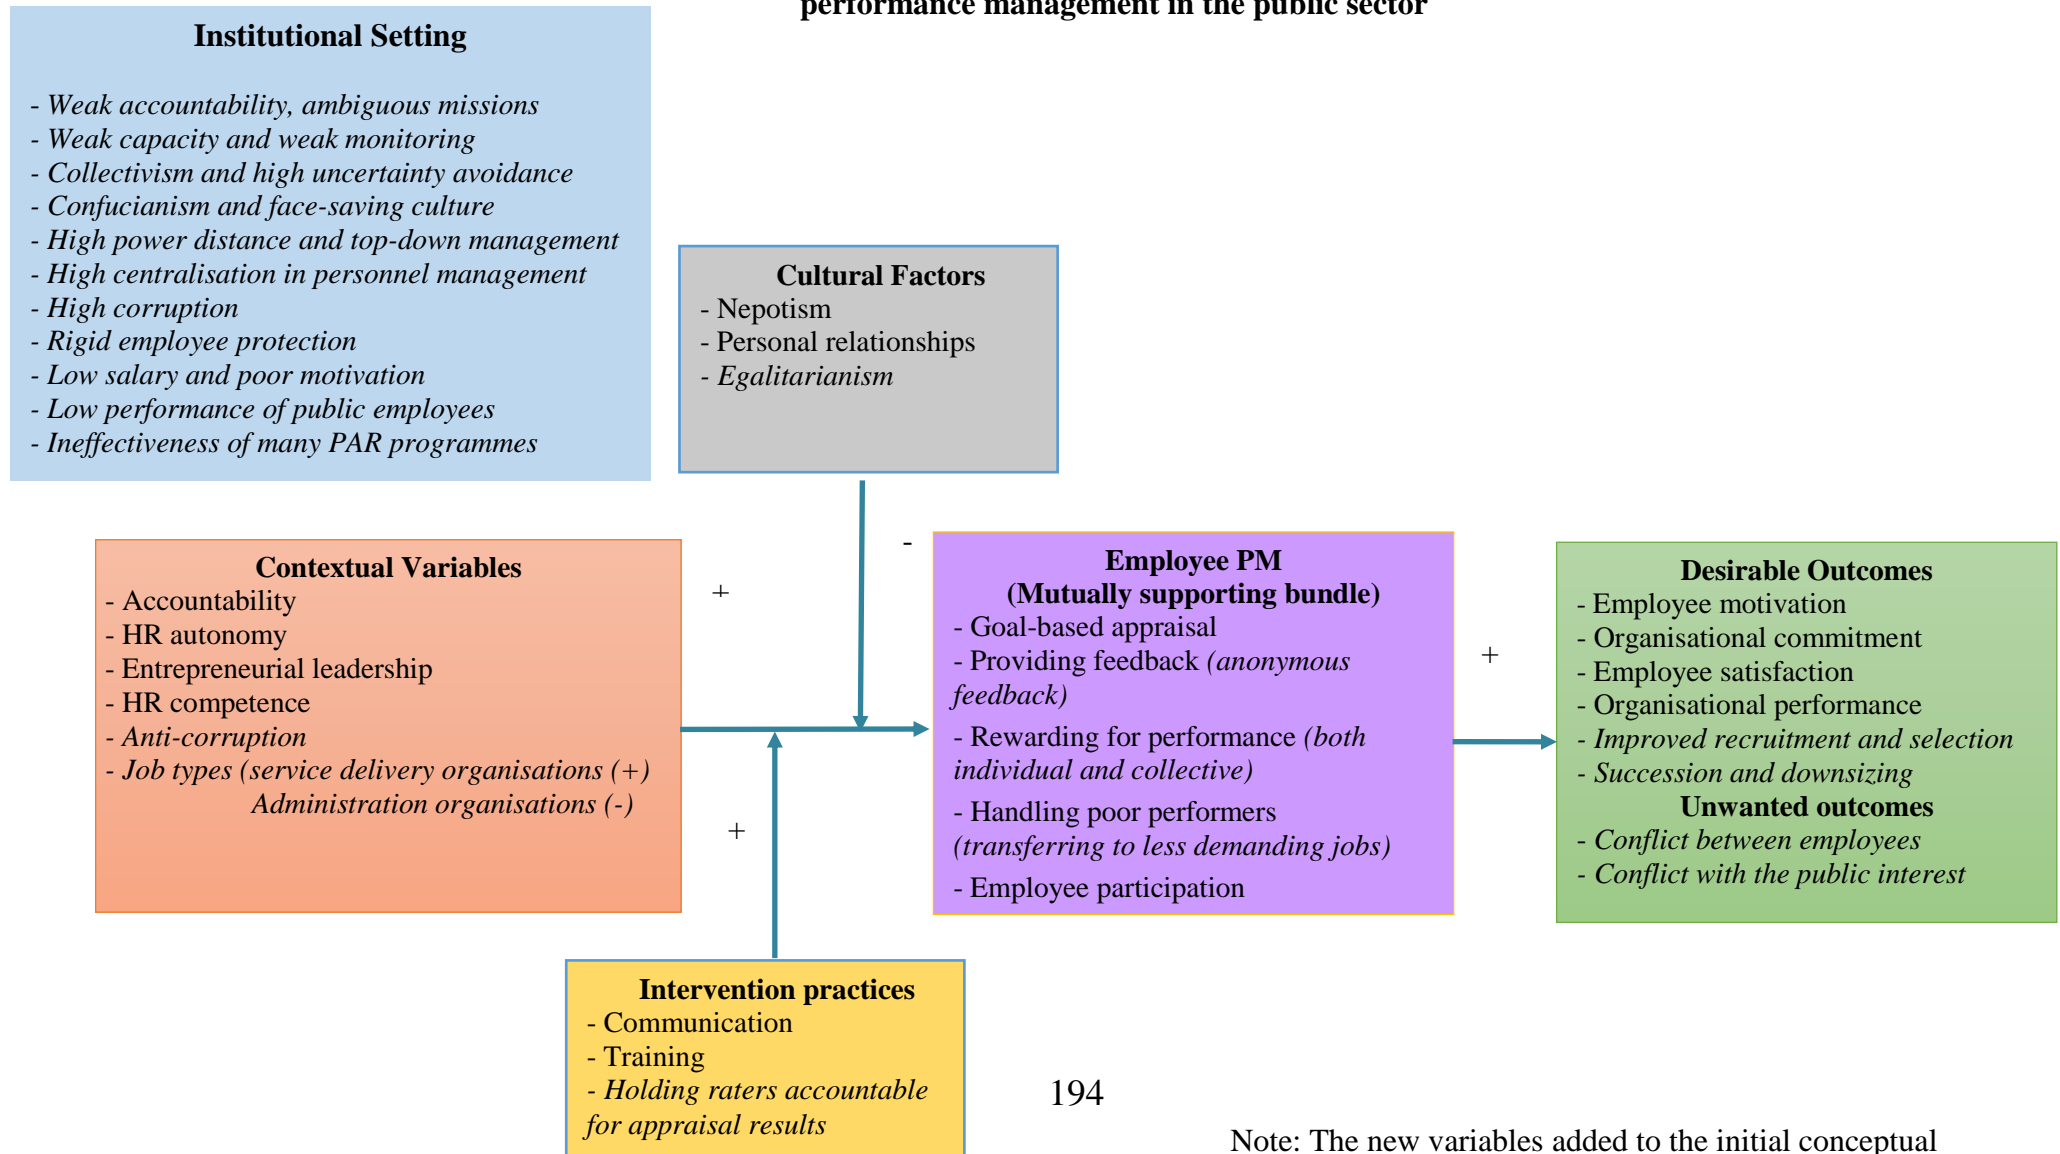 performance management in the public sector
Institutional Setting
- Weak accountability, ambiguous missions
- Weak capacity and weak monitoring
- Collectivism and high uncertainty avoidance
- Confucianism and face-saving culture
- High power distance and top-down management
- High centralisation in personnel management
- High corruption
- Rigid employee protection
- Low salary and poor motivation
- Low performance of public employees
- Ineffectiveness of many PAR programmes
Cultural Factors
- Nepotism
- Personal relationships
- Egalitarianism
-
Contextual Variables
- Accountability
- HR autonomy
- Entrepreneurial leadership
- HR competence
- Anti-corruption
- Job types (service delivery organisations (+)
Administration organisations (-)
+
+
Employee PM
(Mutually supporting bundle)
- Goal-based appraisal
- Providing feedback (anonymous
feedback)
- Rewarding for performance (both
individual and collective)
- Handling poor performers
(transferring to less demanding jobs)
- Employee participation
+
Desirable Outcomes
- Employee motivation
- Organisational commitment
- Employee satisfaction
- Organisational performance
- Improved recruitment and selection
- Succession and downsizing
Unwanted outcomes
- Conflict between employees
- Conflict with the public interest
Intervention practices
- Communication
- Training
- Holding raters accountable
for appraisal results
194
Note: The new variables added to the initial conceptual